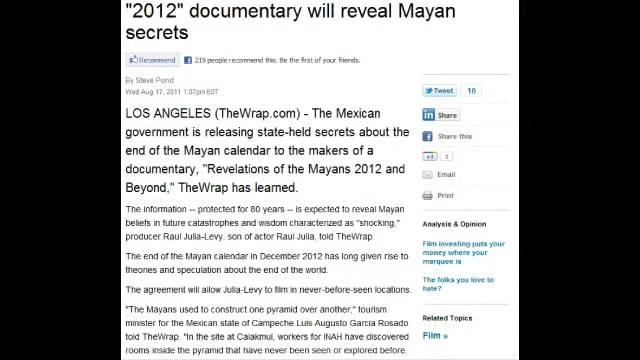 "2012" documentary will reveal Mayan
secrets
Recommend
219 people recommend this. Be the first of your friends.
By Steve Pond
Wed Aug 17, 2011 1:07pm EDT
LOS ANGELES (TheWrap.com) - The Mexican
government is releasing state-held secrets about the
end of the Mayan calendar to the makers of a
documentary, "Revelations of the Mayans 2012 and
Beyond," TheWrap has learned.
The information -- protected for 80 years -- is expected to reveal Mayan
beliefs in future catastrophes and wisdom characterized as "shocking,"
producer Raul Julia-Levy, son of actor Raul Julia, told TheWrap.
The end of the Mayan calendar in December 2012 has long given rise to
theories and speculation about the end of the world.
The agreement will allow Julia-Levy to film in never-before-seen locations.
"The Mayans used to construct one pyramid over another," tourism
minister for the Mexican state of Campeche Luis Augusto Garcia Rosado
told TheWrap. "In the site at Calakmul, workers for INAH have discovered
rooms inside the pyramid that have never been seen or explored before.
Tweet 10
Share
Share this
+1 3
Email
Print
Analysis & Opinion
Film investing puts your
money where your
marquee is
The folks you love to
hate?
Related Topics
Film »